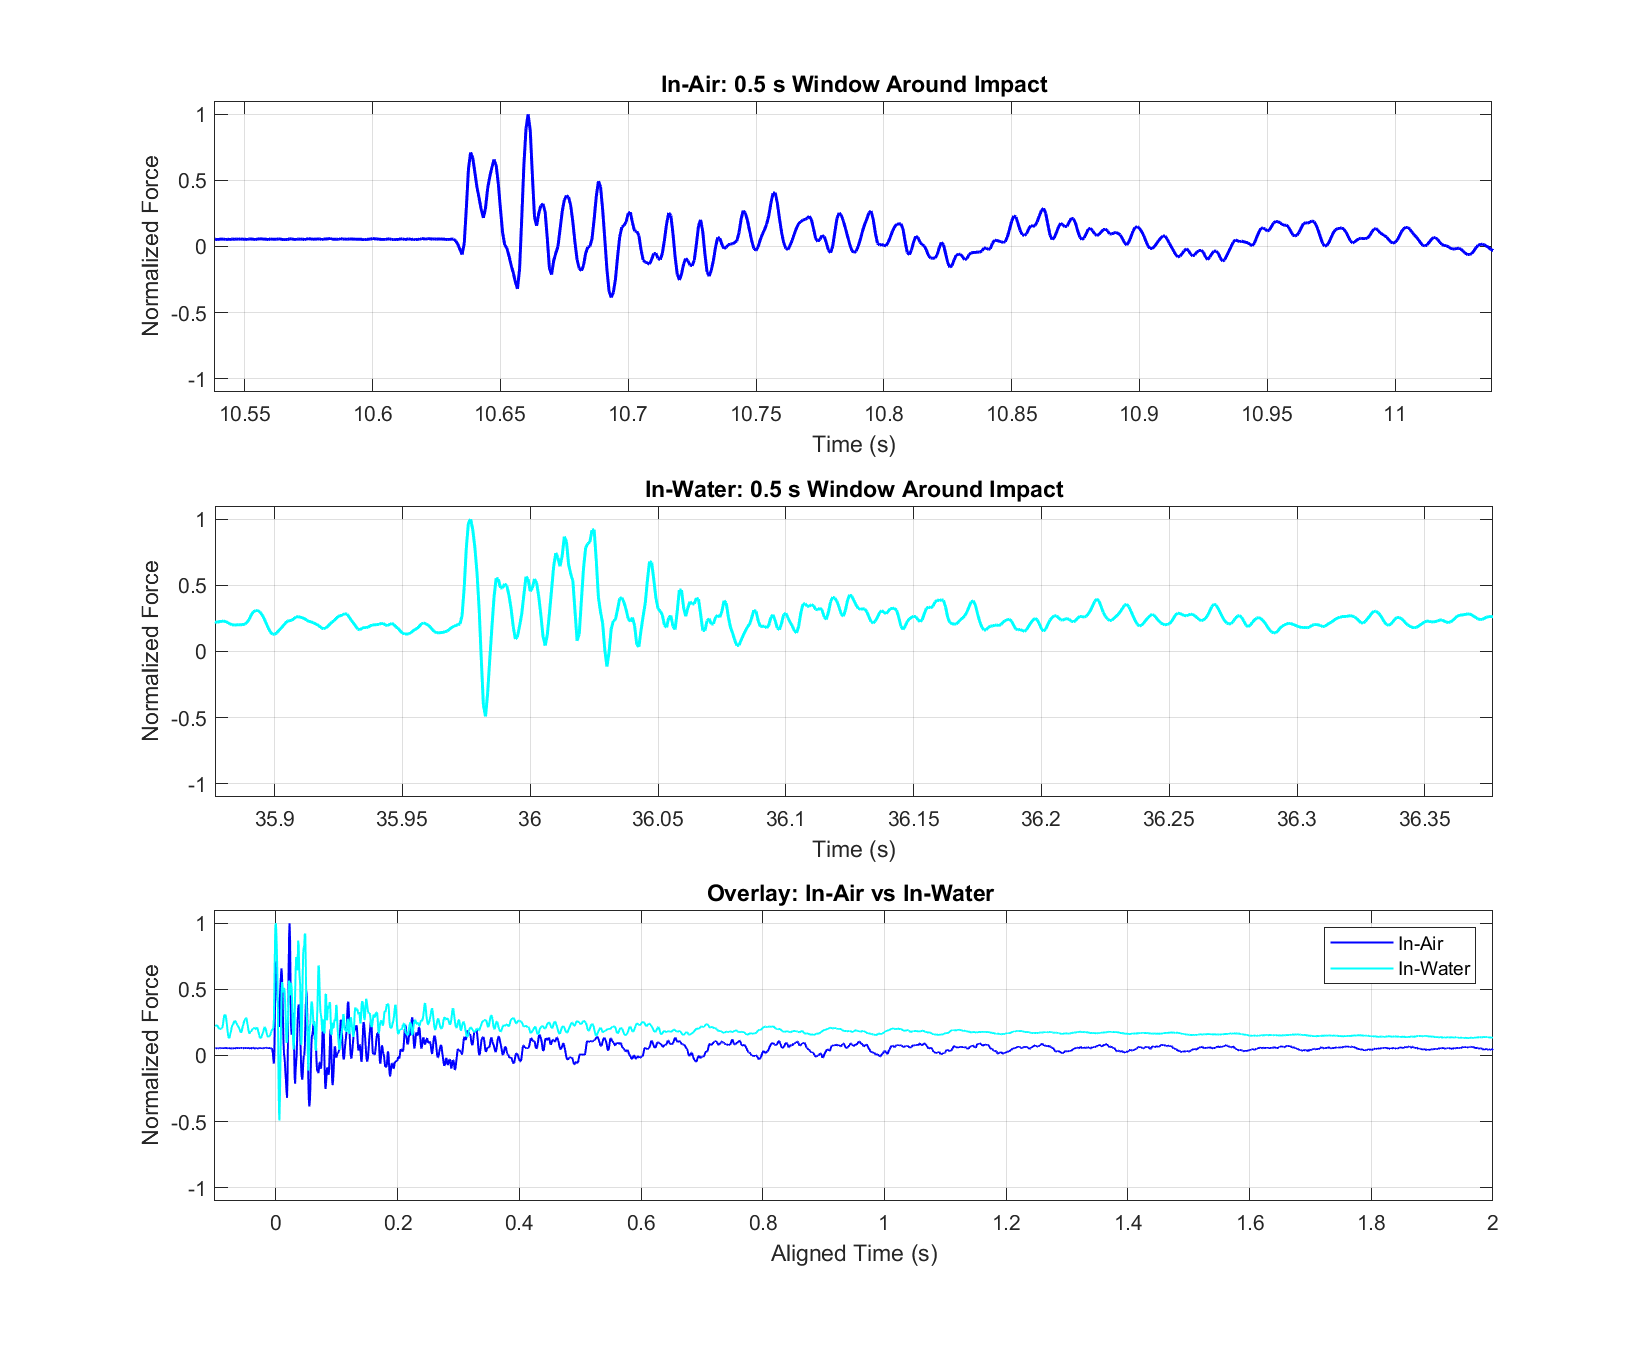 In-Air: 0.5 s Window Around Impact
Normalized Force
1
0.5
0
-0.5
-1
10.55 10.6 10.65 10.7 10.75 10.8 10.85 10.9 10.95 11
Time (s)
In-Water: 0.5 s Window Around Impact
Normalized Force
1
0.5
0
-0.5
-1
35.9 35.95 36 36.05 36.1 36.15 36.2 36.25 36.3 36.35
Time (s)
Overlay: In-Air vs In-Water
Normalized Force
1
0.5
0
-0.5
-1
In-Air
In-Water
0 0.2 0.4 0.6 0.8 1 1.2 1.4 1.6 1.8 2
Aligned Time (s)